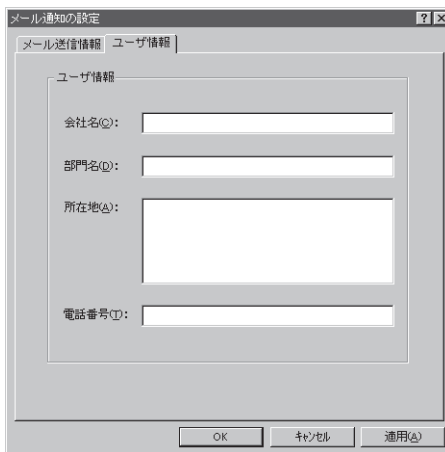 メール通知の設定
メール送信情報 ユーザ情報
ユーザ情報
会社名(C):
部門名(D):
所在地(A):
電話番号(T):
OK キャンセル 適用(A)